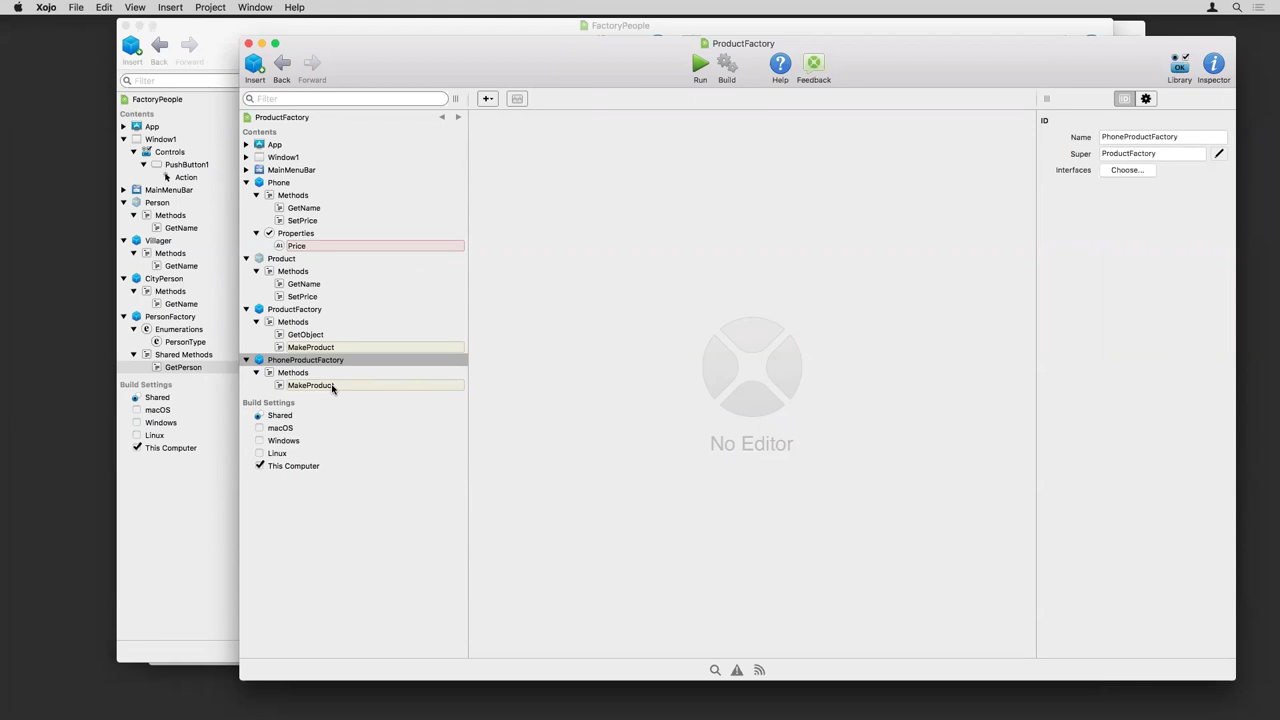 Xojo File Edit View Insert Project Window Help
FactoryPeople
Insert Back Forward
Filter
FactoryPeople
Contents
App
Window1
Controls
PushButton1
Action
MainMenuBar
Person
Methods
GetName
Villager
Methods
GetName
CityPerson
Methods
GetName
PersonFactory
Enumerations
PersonType
Shared Methods
GetPerson
Build Settings
Shared
macOS
Windows
Linux
This Computer
ProductFactory
Insert Back Forward Run Build Help Feedback OK Library Inspector
Filter
ProductFactory
Contents
App
Window1
MainMenuBar
Phone
Methods
GetName
SetPrice
Properties
Price
Product
Methods
GetName
SetPrice
ProductFactory
Methods
GetObject
MakeProduct
PhoneProductFactory
Methods
MakeProduct
Build Settings
Shared
macOS
Windows
Linux
This Computer
No Editor
ID
Name PhoneProductFactory
Super ProductFactory
Interfaces Choose...